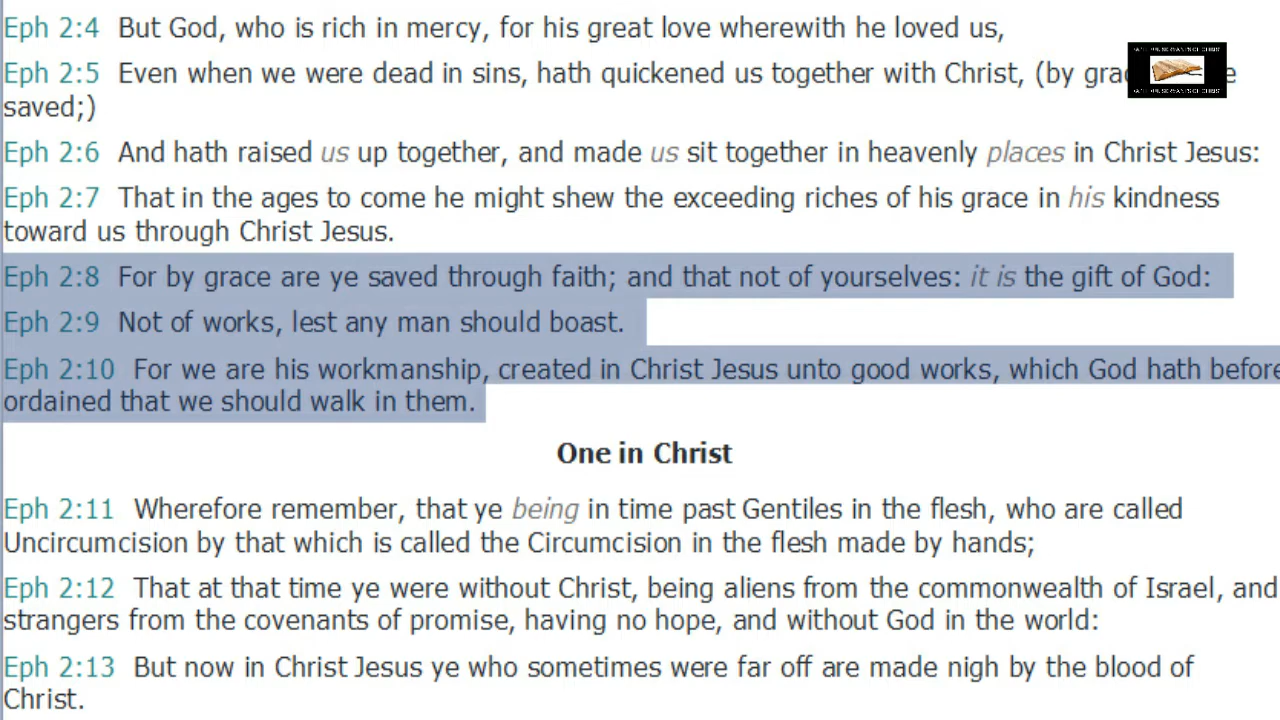 Eph 2:4 But God, who is rich in mercy, for his great love wherewith he loved us,
Eph 2:5 Even when we were dead in sins, hath quickened us together with Christ, (by
saved;)
Eph 2:6 And hath raised us up together, and made us sit together in heavenly places in Christ Jesus:
Eph 2:7 That in the ages to come he might shew the exceeding riches of his grace in his kindness
toward us through Christ Jesus.
Eph 2:8 For by grace are ye saved through faith; and that not of yourselves: it is the gift of God:
Eph 2:9 Not of works, lest any man should boast.
Eph 2:10 For we are his workmanship, created in Christ Jesus unto good works, which God hath before
ordained that we should walk in them.
One in Christ
Eph 2:11 Wherefore remember, that ye being in time past Gentiles in the flesh, who are called
Uncircumcision by that which is called the Circumcision in the flesh made by hands;
Eph 2:12 That at that time ye were without Christ, being aliens from the commonwealth of Israel, and
strangers from the covenants of promise, having no hope, and without God in the world:
Eph 2:13 But now in Christ Jesus ye who sometimes were far off are made nigh by the blood of
Christ.